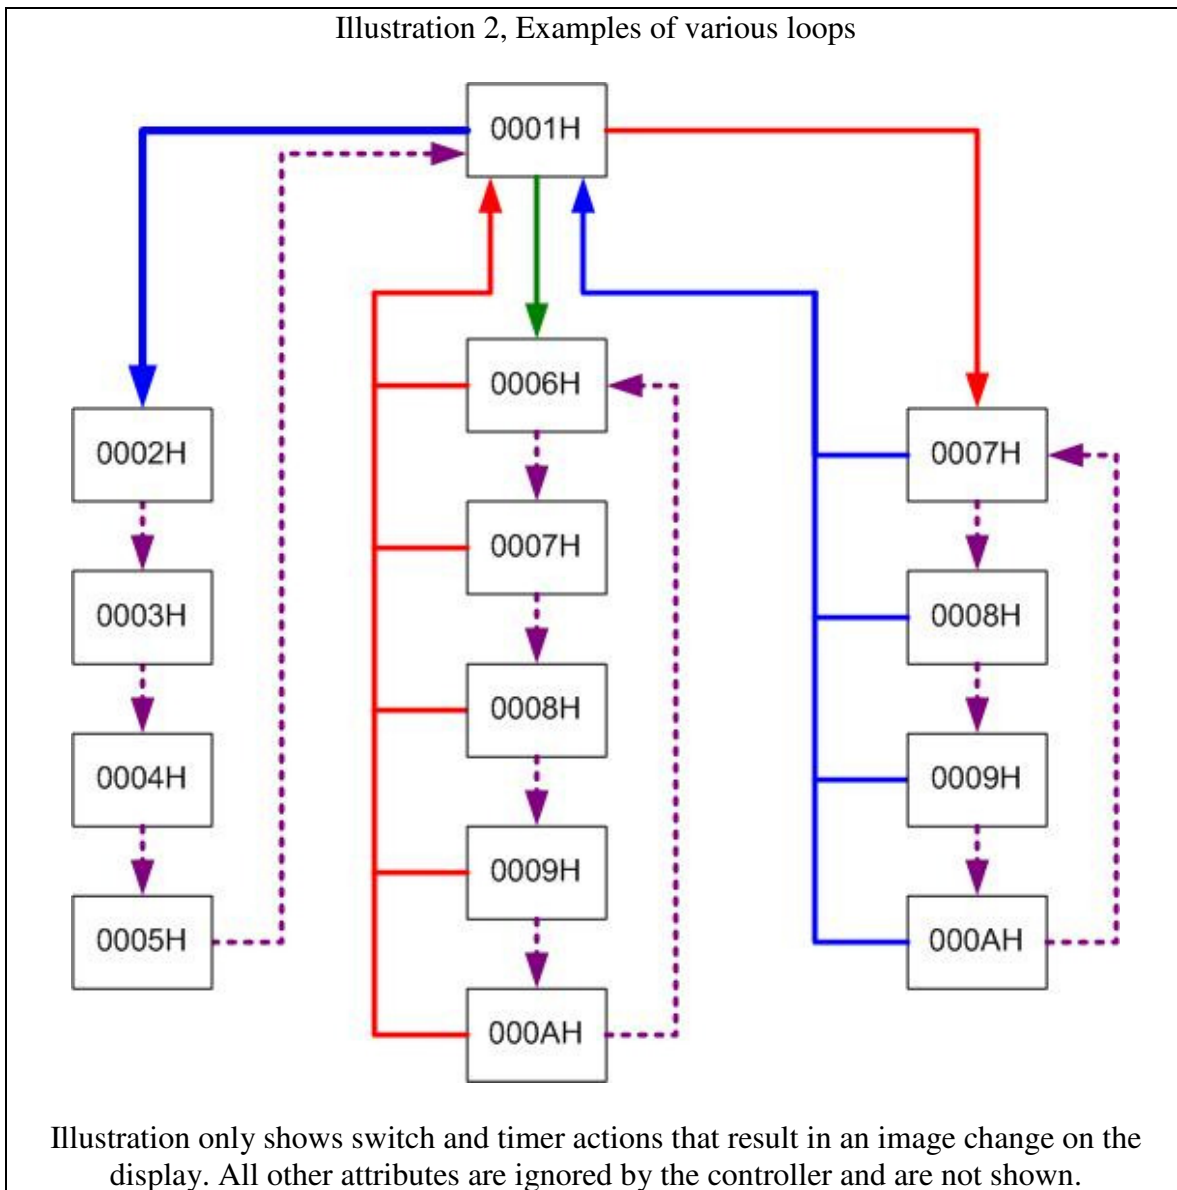 Illustration 2, Examples of various loops
0001H
0002H
0003H
0004H
0005H
0006H
0007H
0008H
0009H
000AH
0007H
0008H
0009H
000AH
Illustration only shows switch and timer actions that result in an image change on the
display. All other attributes are ignored by the controller and are not shown.